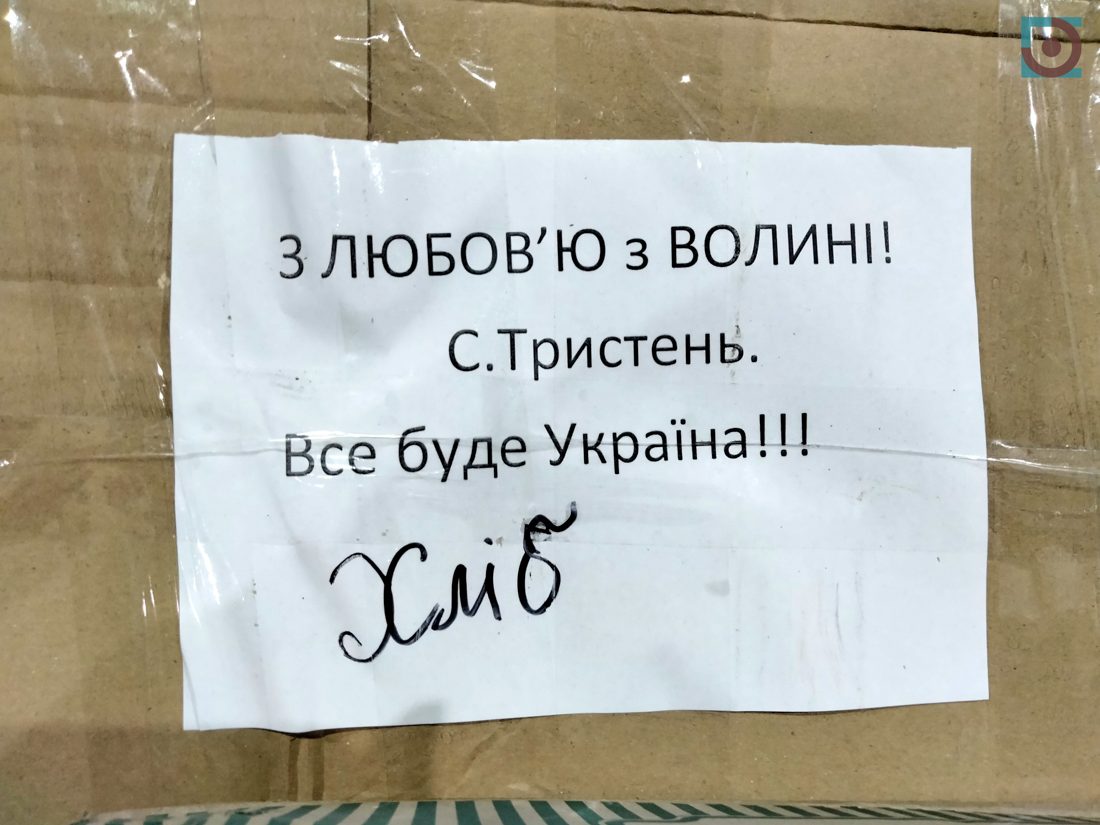 З ЛЮБОВ’Ю з ВОЛИНІ!
С.Тристень.
Все буде Україна!!!
Хліб